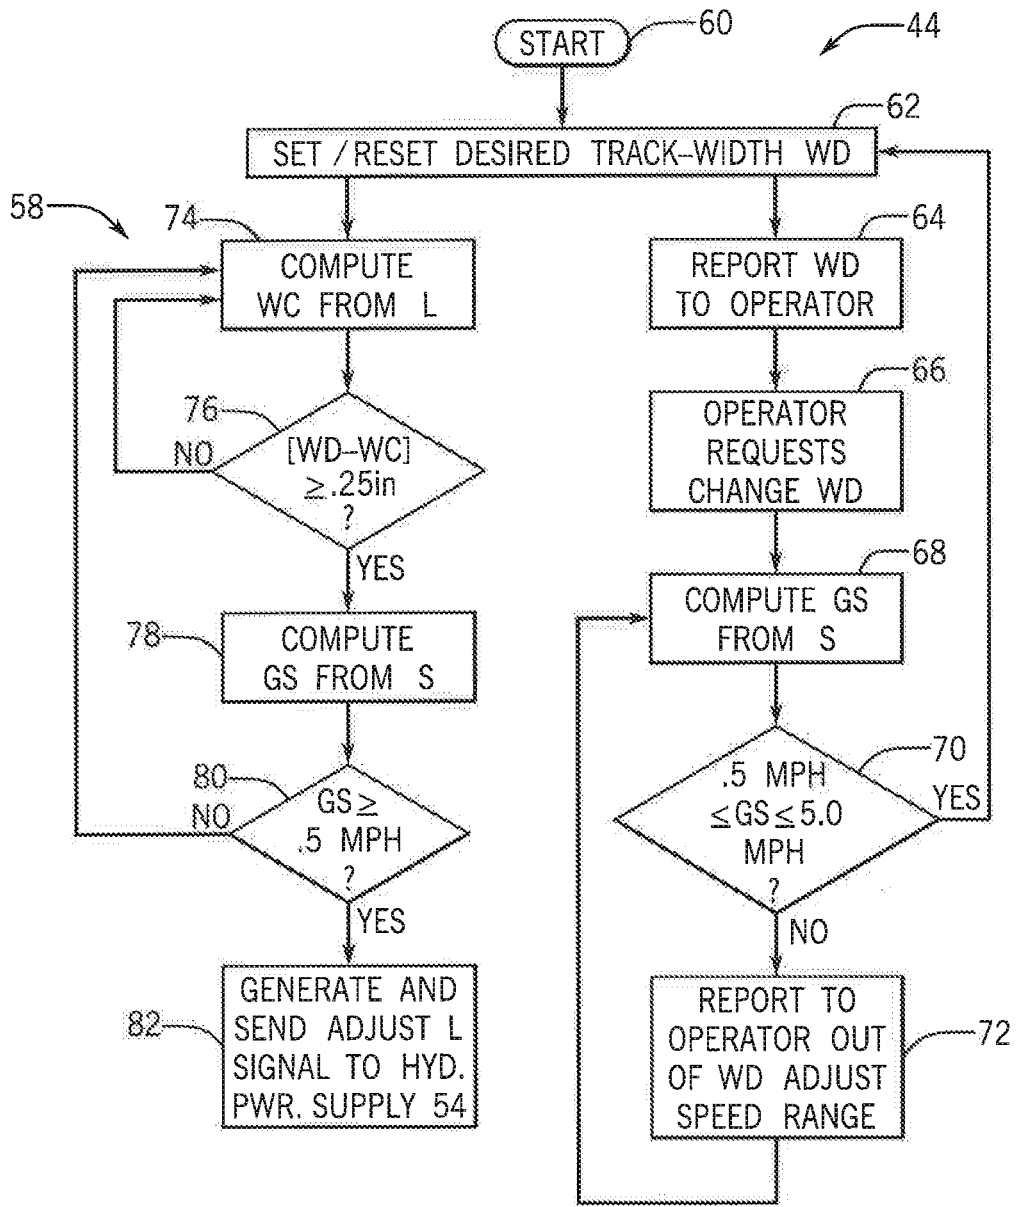 START
60
44
62
SET/RESET DESIRED TRACK–WIDTH WD
58
74
COMPUTE
WC FROM L
64
REPORT WD
TO OPERATOR
66
OPERATOR
REQUESTS
CHANGE WD
76
NO
[WD–WC]
≥.25in
?
YES
68
COMPUTE GS
FROM S
78
COMPUTE
GS FROM S
70
.5 MPH
≤GS≤5.0
MPH
?
YES
NO
80
NO
GS≥
.5 MPH
?
YES
82
GENERATE AND
SEND ADJUST L
SIGNAL TO HYD.
PWR. SUPPLY 54
72
REPORT TO
OPERATOR OUT
OF WD ADJUST
SPEED RANGE